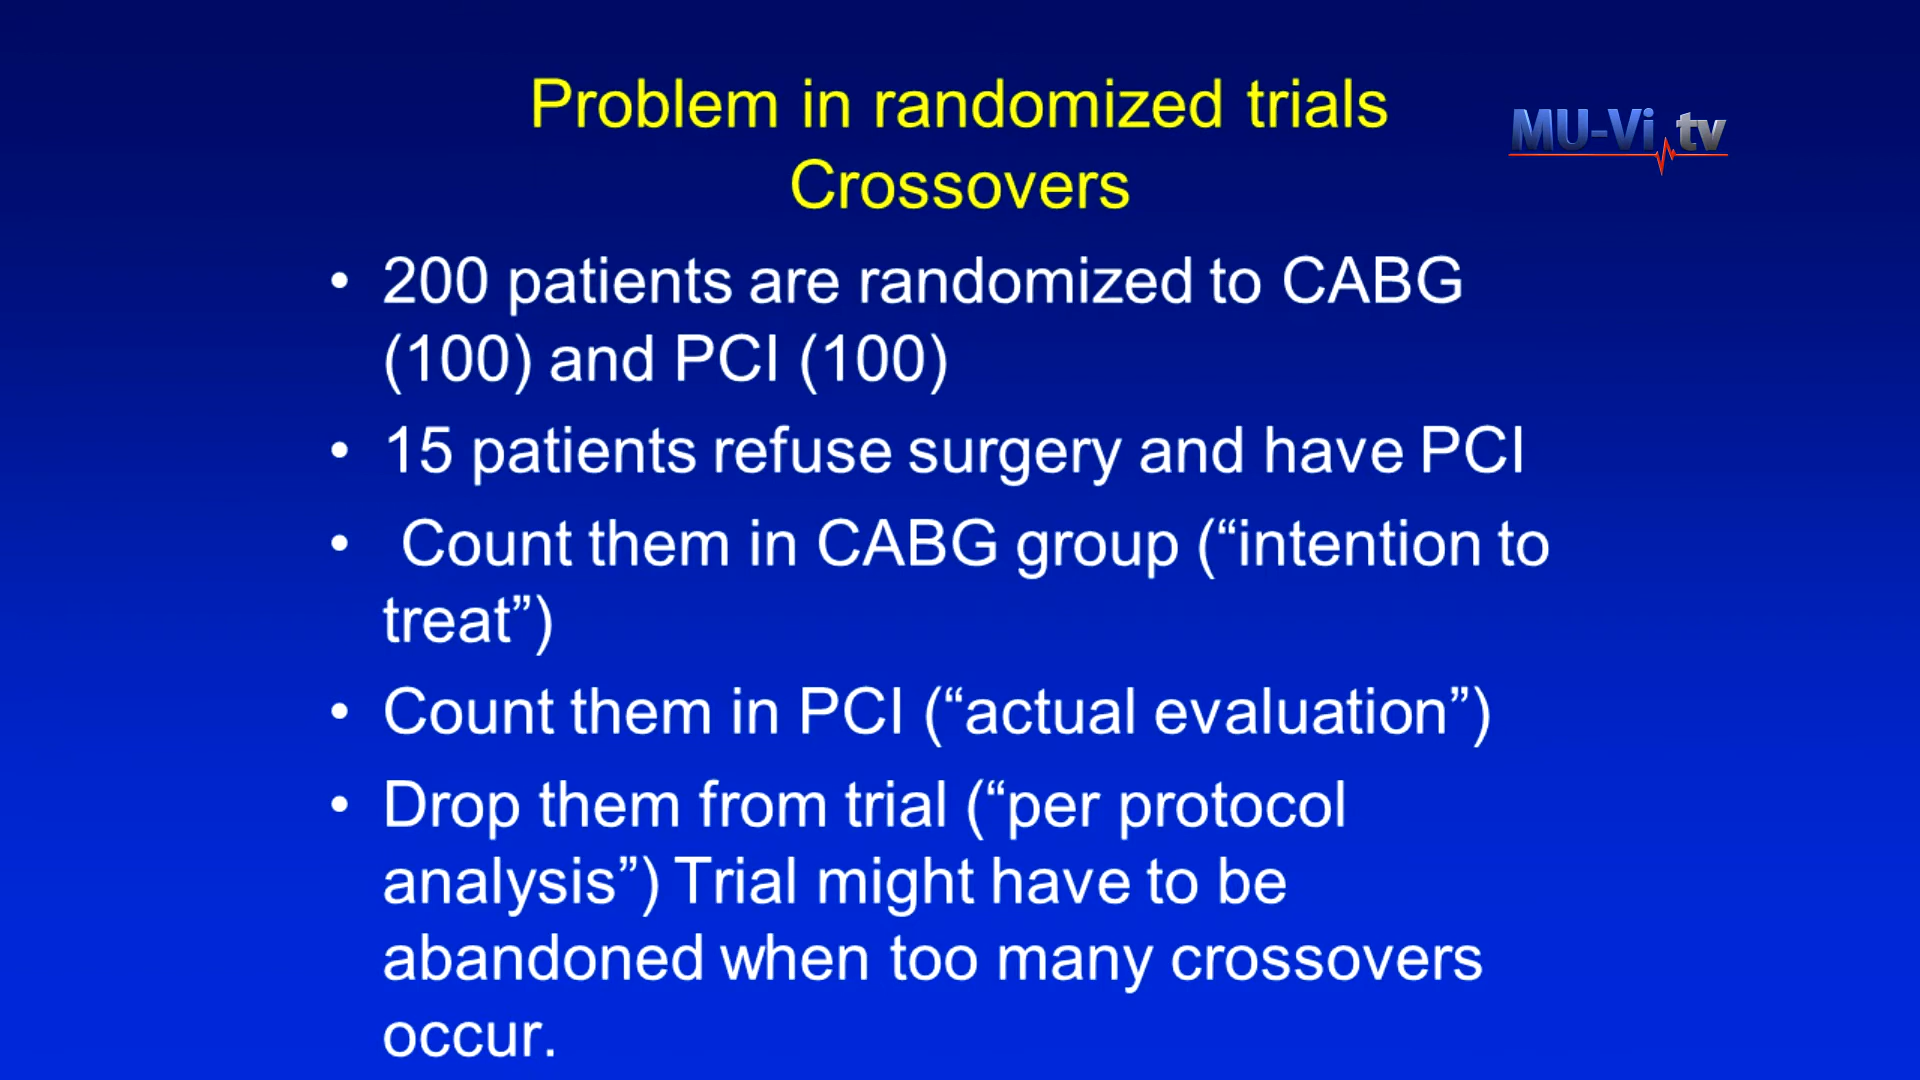 Problem in randomized trials
MU-Vi.tv
Crossovers
• 200 patients are randomized to CABG
(100) and PCI (100)
• 15 patients refuse surgery and have PCI
• Count them in CABG group (“intention to
treat”)
• Count them in PCI (“actual evaluation”)
• Drop them from trial (“per protocol
analysis”) Trial might have to be
abandoned when too many crossovers
occur.